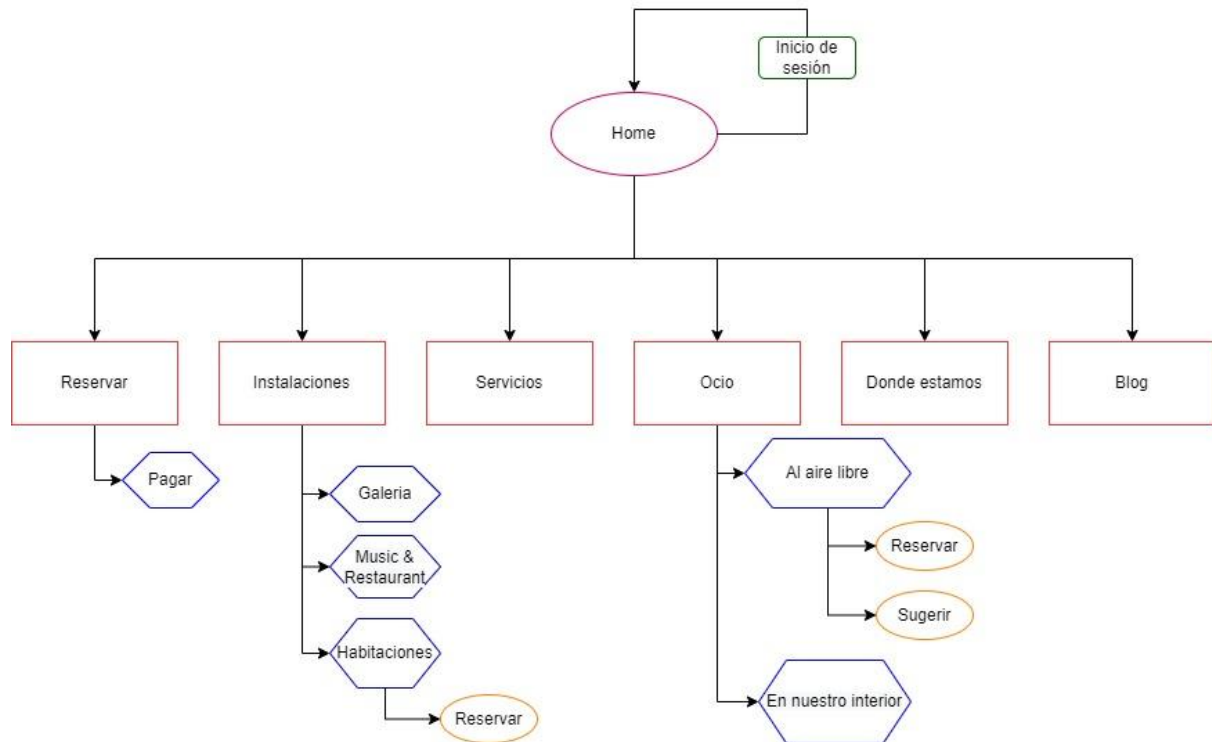 Inicio de
sesión
Home
Reservar
Instalaciones
Servicios
Ocio
Donde estamos
Blog
Pagar
Galeria
Music &
Restaurant
Habitaciones
Reservar
Al aire libre
Reservar
Sugerir
En nuestro interior